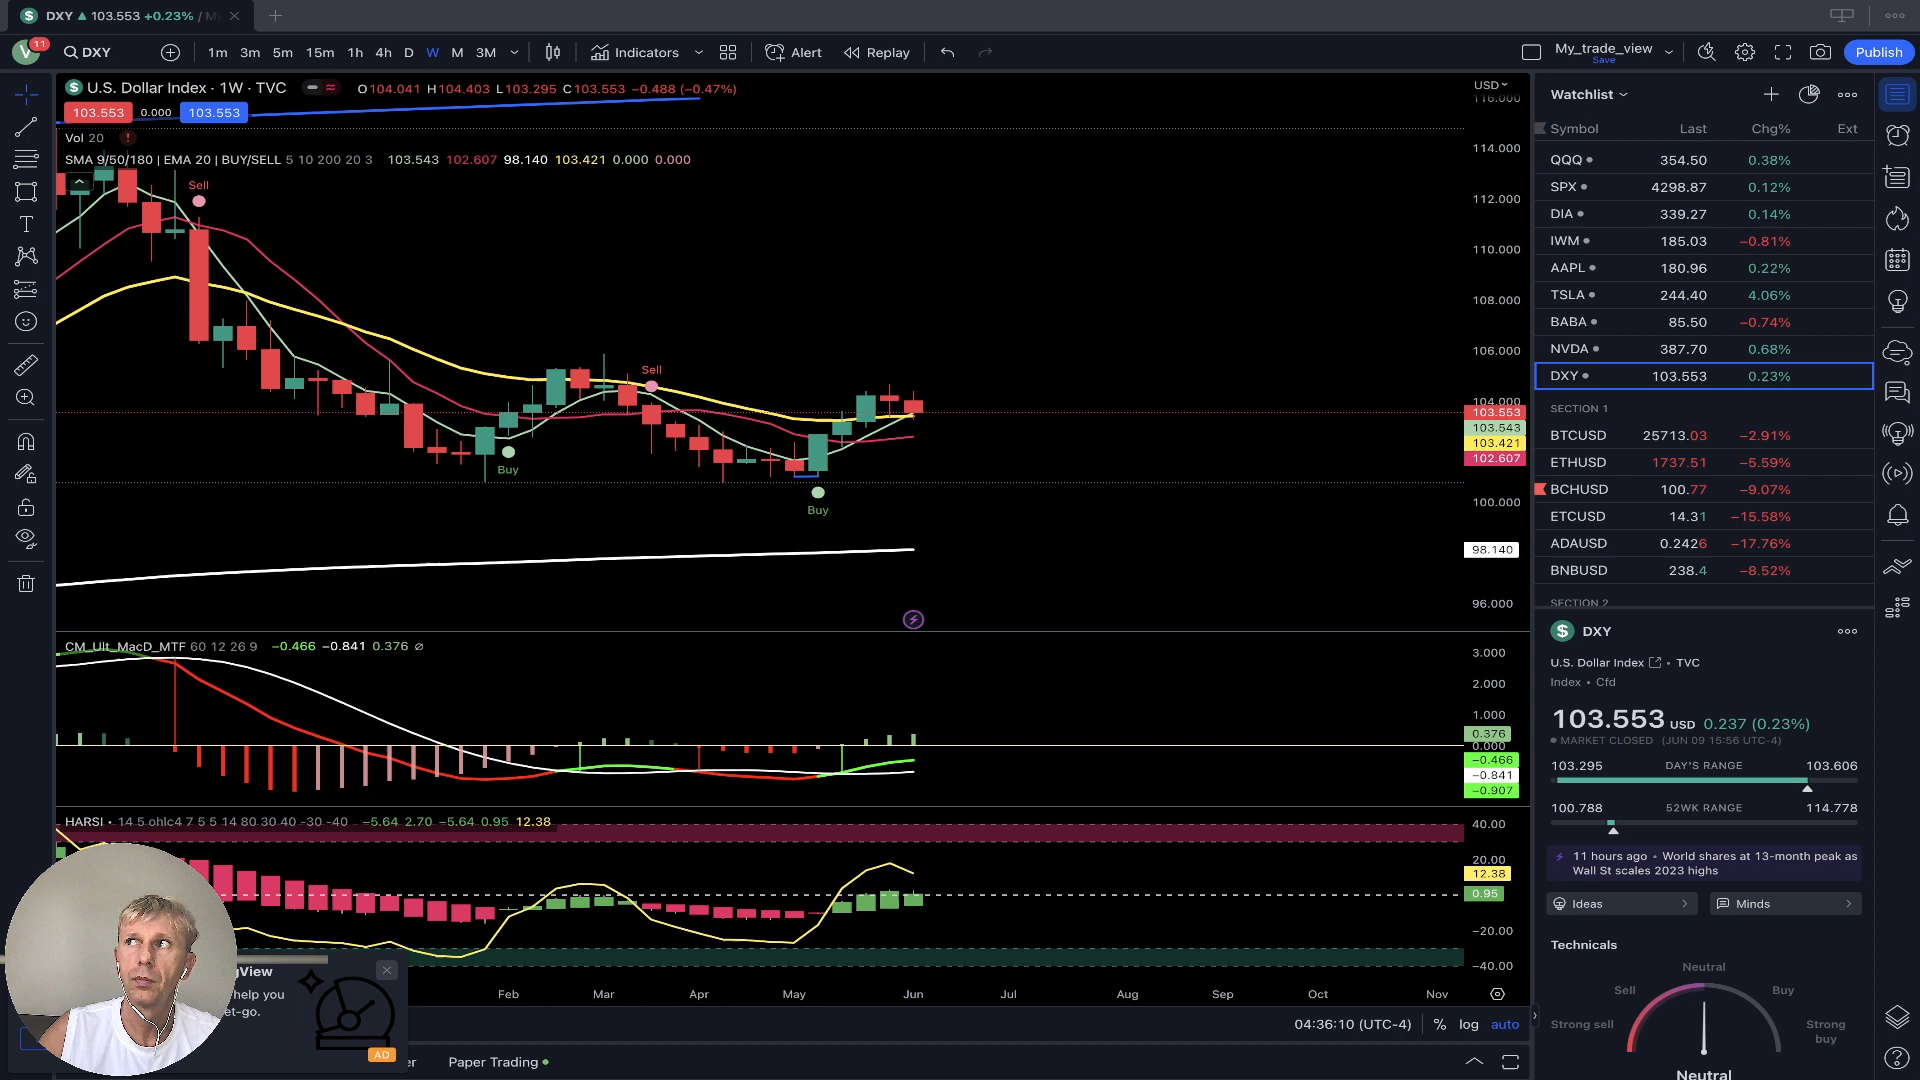 DXY ▲ 103.553 +0.23% / My
11
V DXY 1m 3m 5m 15m 1h 4h D W M 3M Indicators Alert Replay My_trade_view Save Publish
U.S. Dollar Index · 1W · TVC O104.041 H104.403 L103.295 C103.553 −0.488 (−0.47%)
103.553 0.000 103.553
Vol 20
SMA 9/50/180 | EMA 20 | BUY/SELL 5 10 200 20 3 103.543 102.607 98.140 103.421 0.000 0.000
Sell
Sell
Buy
Buy
USD
116.000
114.000
112.000
110.000
108.000
106.000
104.000
103.553
103.543
103.421
102.607
100.000
98.140
96.000
CM_Ult_MacD_MTF 60 12 26 9 −0.466 −0.841 0.376 ∅
3.000
2.000
1.000
0.376
0.000
−0.466
−0.841
−0.907
HARSI • 14 5 ohlc4 7 5 5 14 80 30 40 -30 -40 −5.64 2.70 −5.64 0.95 12.38
40.00
20.00
12.38
0.95
−20.00
−40.00
Feb Mar Apr May Jun Jul Aug Sep Oct Nov
04:36:10 (UTC-4) % log auto
gView
help you
et-go.
AD
er Paper Trading
Watchlist
Symbol Last Chg% Ext
QQQ 354.50 0.38%
SPX 4298.87 0.12%
DIA 339.27 0.14%
IWM 185.03 −0.81%
AAPL 180.96 0.22%
TSLA 244.40 4.06%
BABA 85.50 −0.74%
NVDA 387.70 0.68%
DXY 103.553 0.23%
SECTION 1
BTCUSD 25713.03 −2.91%
ETHUSD 1737.51 −5.59%
BCHUSD 100.77 −9.07%
ETCUSD 14.31 −15.58%
ADAUSD 0.2426 −17.76%
BNBUSD 238.4 −8.52%
SECTION 2
DXY
U.S. Dollar Index • TVC
Index • Cfd
103.553 USD 0.237 (0.23%)
MARKET CLOSED (JUN 09 15:56 UTC-4)
103.295 DAY'S RANGE 103.606
100.788 52WK RANGE 114.778
11 hours ago • World shares at 13-month peak as
Wall St scales 2023 highs
Ideas Minds
Technicals
Neutral
Sell Buy
Strong sell Strong
buy
Neutral